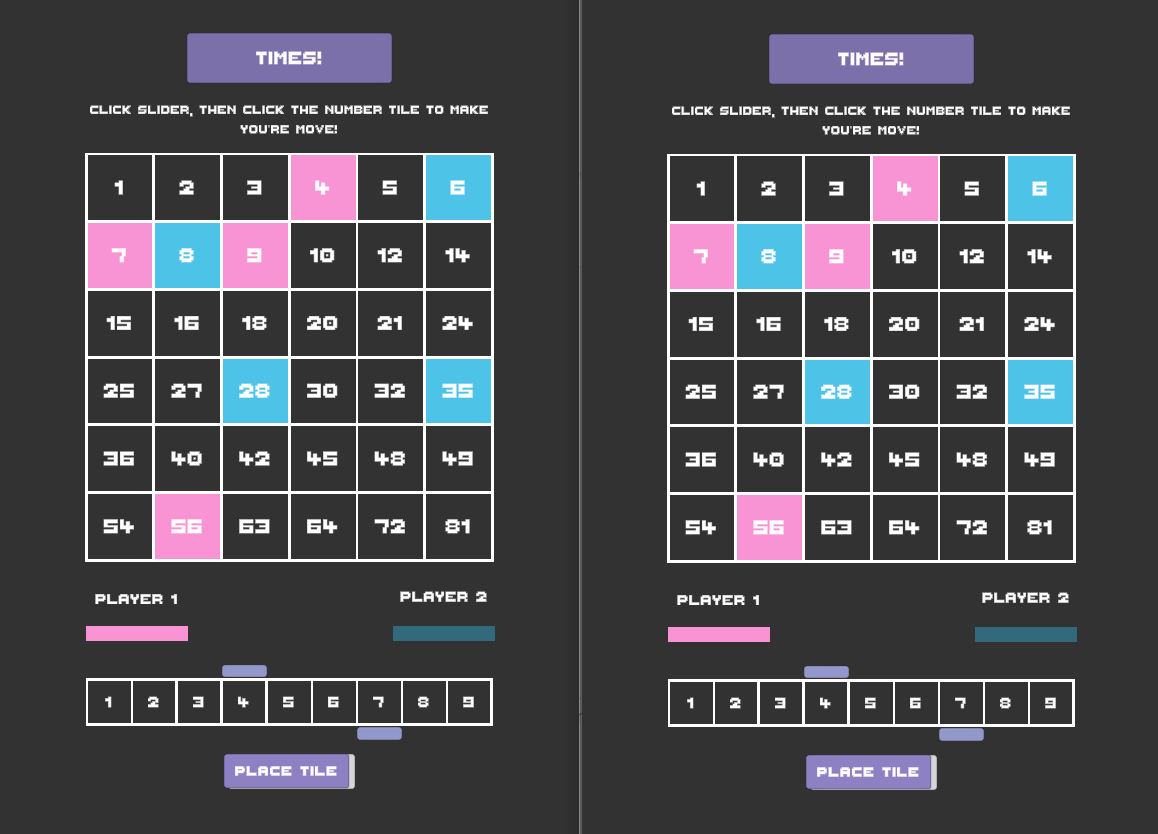 TIMES!
CLICK SLIDER, THEN CLICK THE NUMBER TILE TO MAKE
YOU'RE MOVE!
1 2 3 4 5 6
7 8 9 10 12 14
15 16 18 20 21 24
25 27 28 30 32 35
36 40 42 45 48 49
54 56 63 64 72 81
PLAYER 1 PLAYER 2
1 2 3 4 5 6 7 8 9
PLACE TILE
TIMES!
CLICK SLIDER, THEN CLICK THE NUMBER TILE TO MAKE
YOU'RE MOVE!
1 2 3 4 5 6
7 8 9 10 12 14
15 16 18 20 21 24
25 27 28 30 32 35
36 40 42 45 48 49
54 56 63 64 72 81
PLAYER 1 PLAYER 2
1 2 3 4 5 6 7 8 9
PLACE TILE